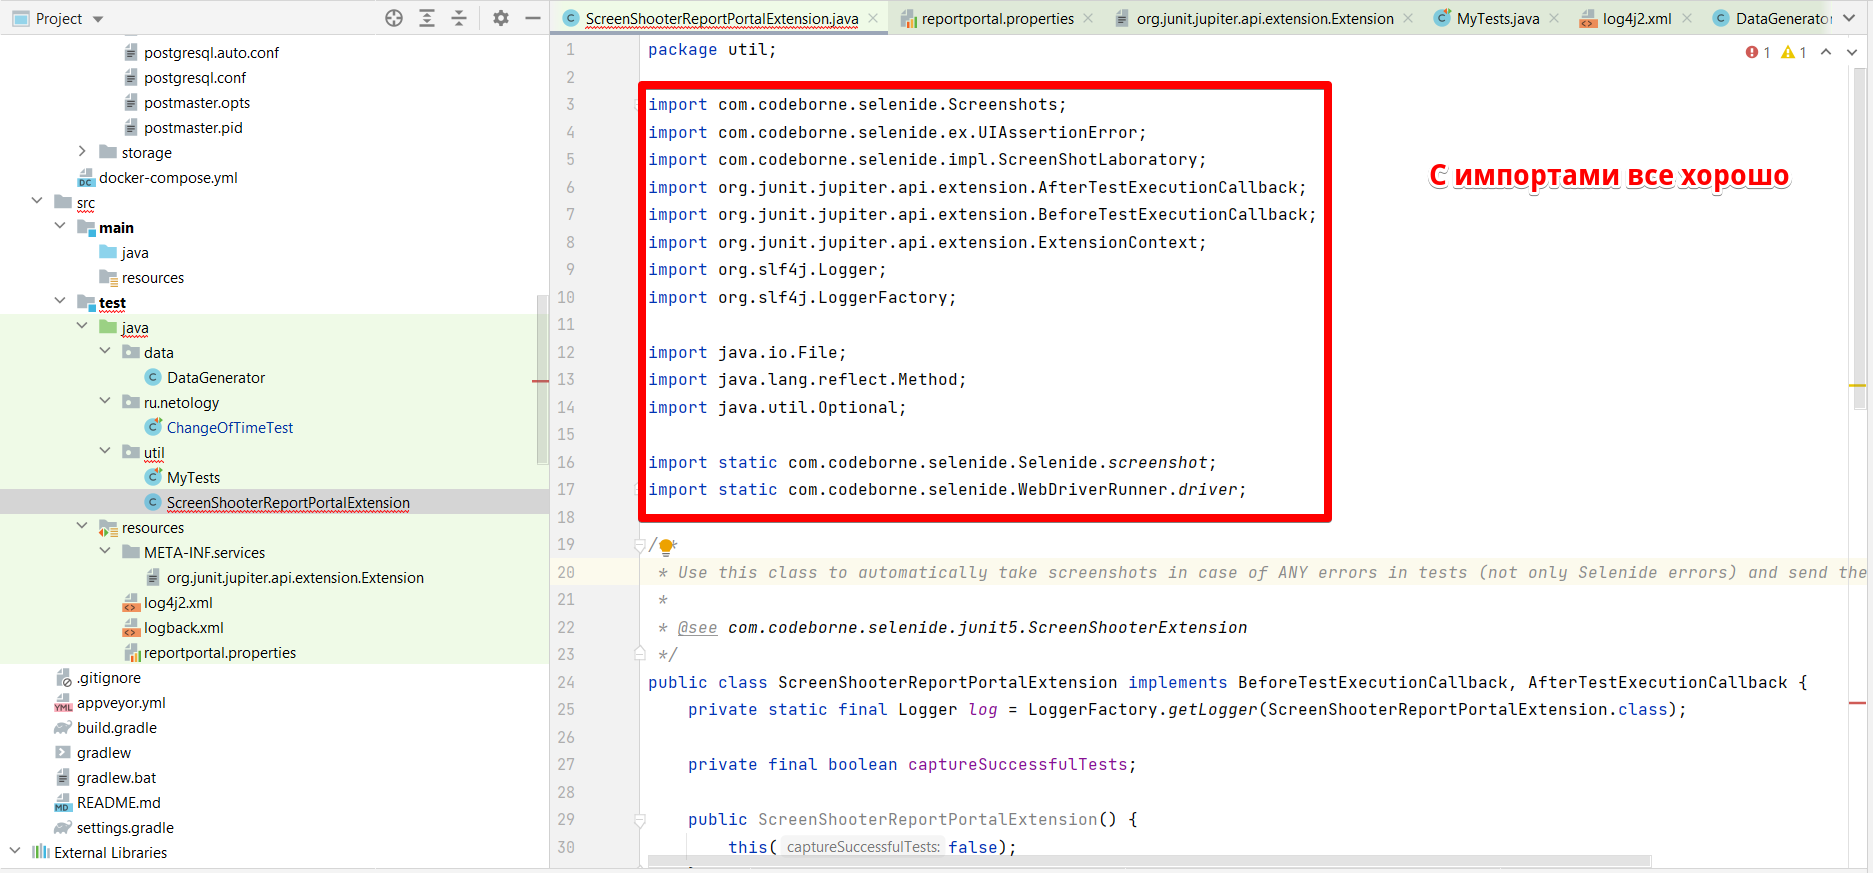 Project
ScreenShooterReportPortalExtension.java
reportportal.properties
org.junit.jupiter.api.extension.Extension
MyTests.java
log4j2.xml
DataGenerator
postgresql.auto.conf
postgresql.conf
postmaster.opts
postmaster.pid
storage
DC docker-compose.yml
src
main
java
resources
test
java
data
C DataGenerator
ru.netology
C ChangeOfTimeTest
util
C MyTests
C ScreenShooterReportPortalExtension
resources
META-INF.services
org.junit.jupiter.api.extension.Extension
log4j2.xml
logback.xml
reportportal.properties
.gitignore
YML appveyor.yml
build.gradle
gradlew
gradlew.bat
MD README.md
settings.gradle
External Libraries
1 1
1 package util;
2
3 import com.codeborne.selenide.Screenshots;
4 import com.codeborne.selenide.ex.UIAssertionError;
5 import com.codeborne.selenide.impl.ScreenShotLaboratory;
6 import org.junit.jupiter.api.extension.AfterTestExecutionCallback;
7 import org.junit.jupiter.api.extension.BeforeTestExecutionCallback;
8 import org.junit.jupiter.api.extension.ExtensionContext;
9 import org.slf4j.Logger;
10 import org.slf4j.LoggerFactory;
11
12 import java.io.File;
13 import java.lang.reflect.Method;
14 import java.util.Optional;
15
16 import static com.codeborne.selenide.Selenide.screenshot;
17 import static com.codeborne.selenide.WebDriverRunner.driver;
18
19 /**
20 * Use this class to automatically take screenshots in case of ANY errors in tests (not only Selenide errors) and send the
21 *
22 * @see com.codeborne.selenide.junit5.ScreenShooterExtension
23 */
24 public class ScreenShooterReportPortalExtension implements BeforeTestExecutionCallback, AfterTestExecutionCallback {
25 private static final Logger log = LoggerFactory.getLogger(ScreenShooterReportPortalExtension.class);
26
27 private final boolean captureSuccessfulTests;
28
29 public ScreenShooterReportPortalExtension() {
30 this( captureSuccessfulTests: false);
С импортами все хорошо